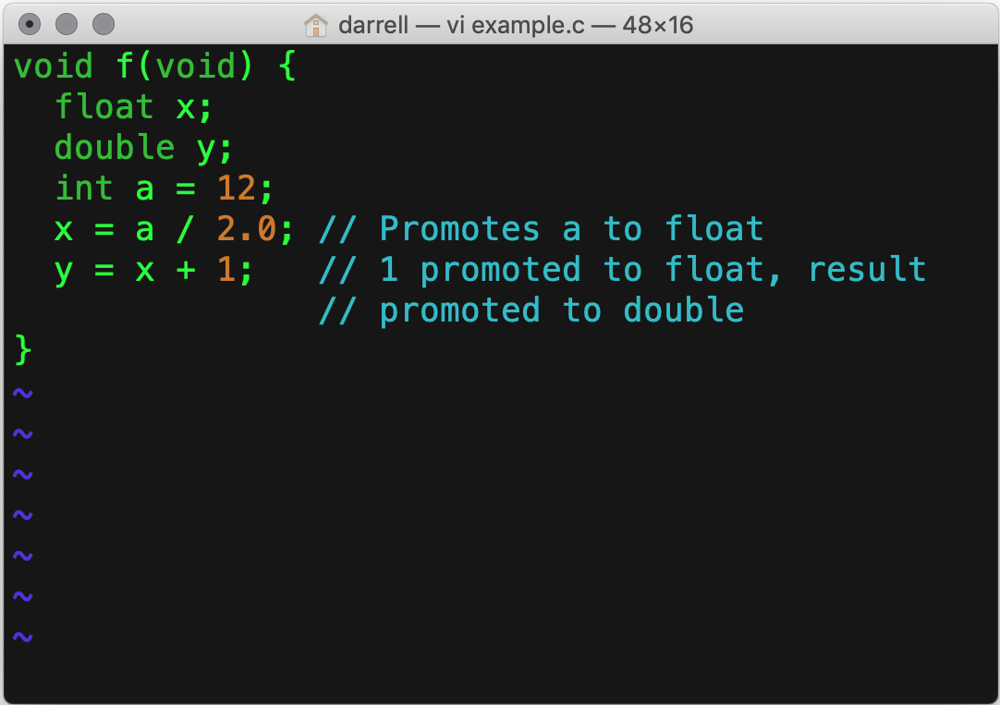 darrell — vi example.c — 48×16
void f(void) {
  float x;
  double y;
  int a = 12;
  x = a / 2.0; // Promotes a to float
  y = x + 1;   // 1 promoted to float, result
               // promoted to double
}
~
~
~
~
~
~
~